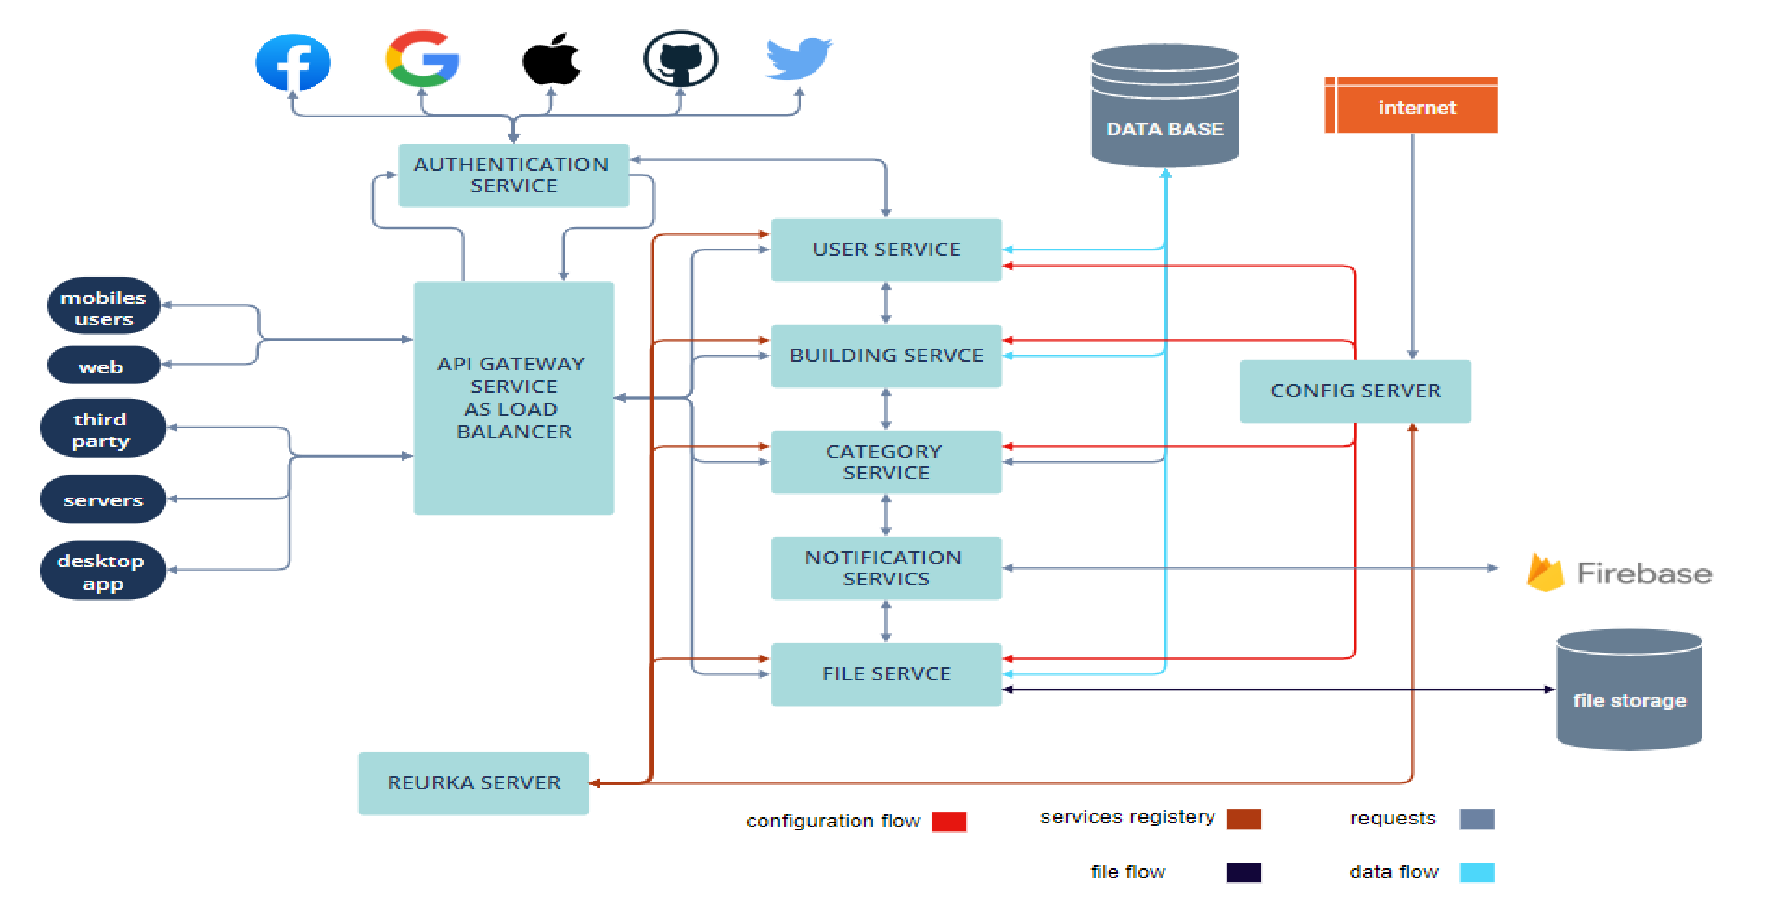 DATA BASE
internet
AUTHENTICATION
SERVICE
USER SERVICE
mobiles
users
web
third
party
servers
desktop
app
API GATEWAY
SERVICE
AS LOAD
BALANCER
BUILDING SERVCE
CONFIG SERVER
CATEGORY
SERVICE
NOTIFICATION
SERVICS
Firebase
FILE SERVCE
file storage
REURKA SERVER
configuration flow
services registery
requests
file flow
data flow